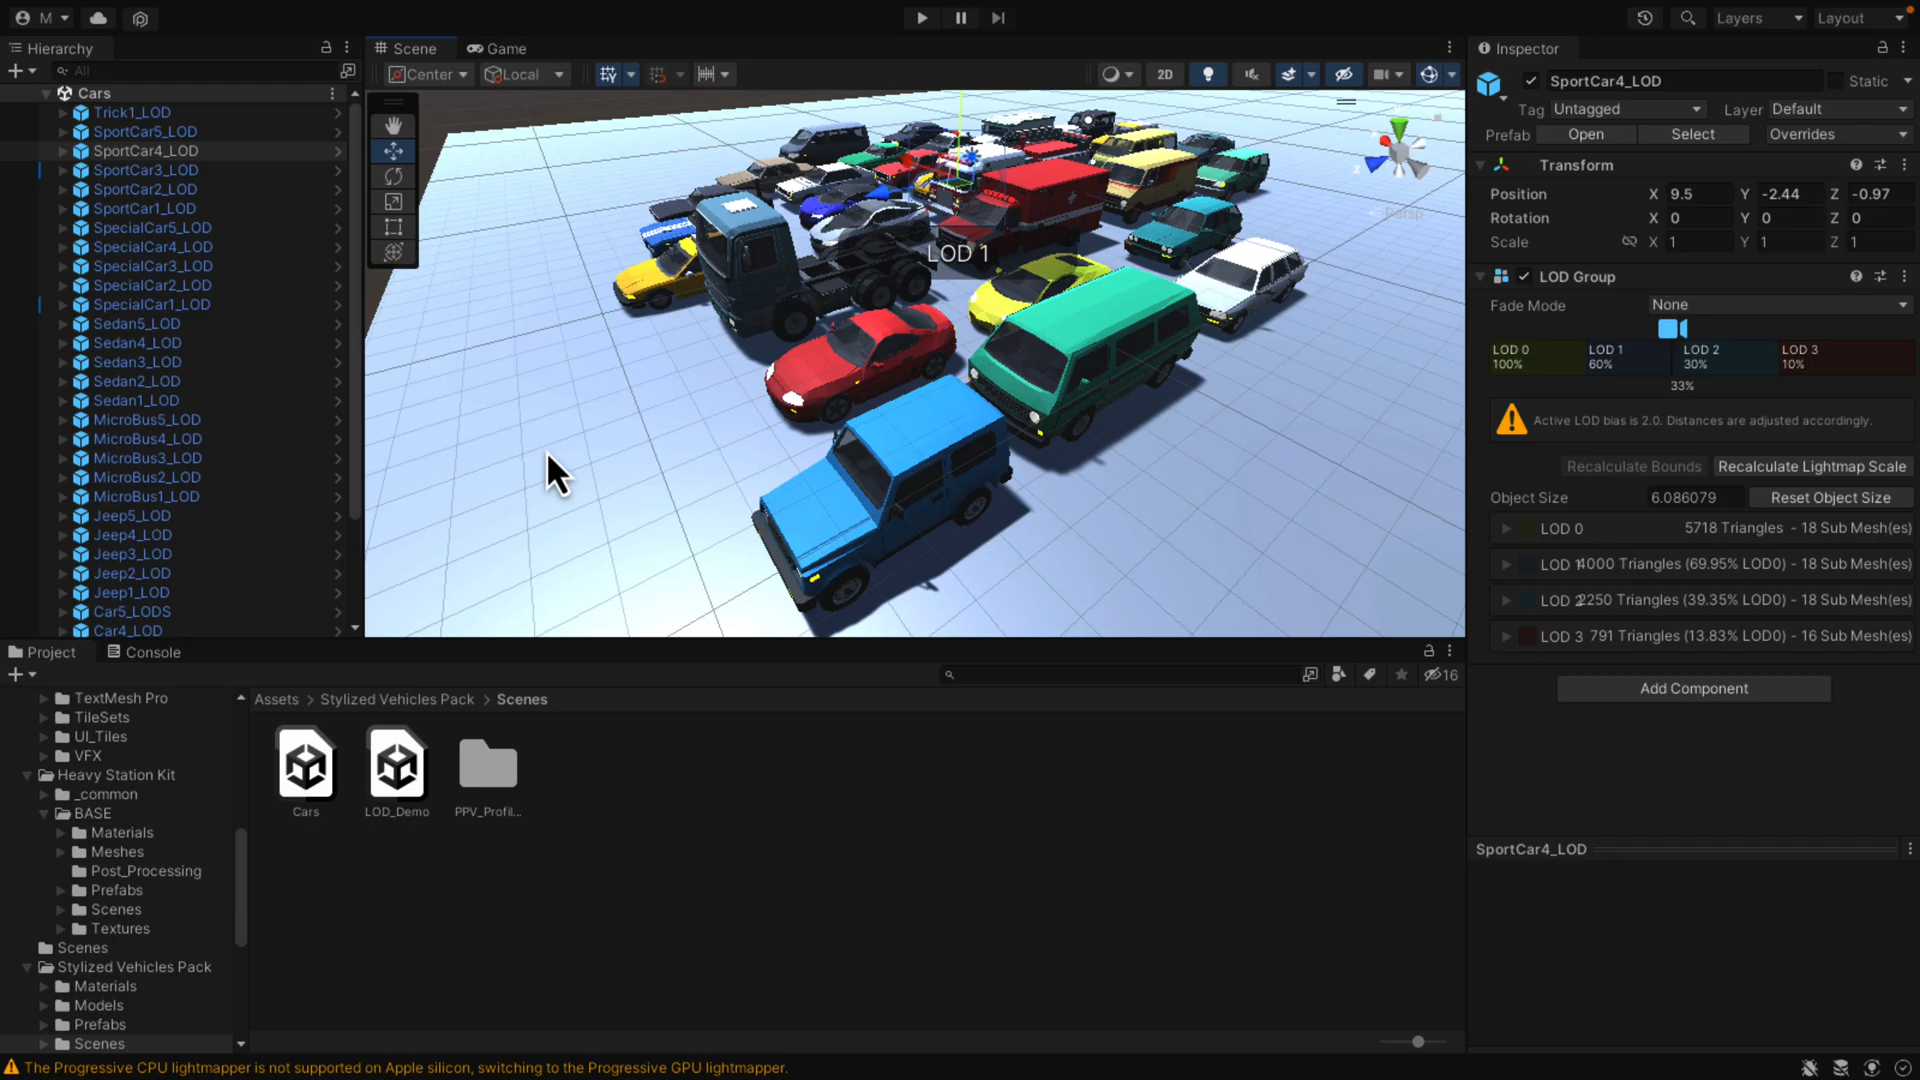 M
Layers
Layout
Hierarchy
All
Cars
Trick1_LOD
SportCar5_LOD
SportCar4_LOD
SportCar3_LOD
SportCar2_LOD
SportCar1_LOD
SpecialCar5_LOD
SpecialCar4_LOD
SpecialCar3_LOD
SpecialCar2_LOD
SpecialCar1_LOD
Sedan5_LOD
Sedan4_LOD
Sedan3_LOD
Sedan2_LOD
Sedan1_LOD
MicroBus5_LOD
MicroBus4_LOD
MicroBus3_LOD
MicroBus2_LOD
MicroBus1_LOD
Jeep5_LOD
Jeep4_LOD
Jeep3_LOD
Jeep2_LOD
Jeep1_LOD
Car5_LODS
Car4_LOD
Scene
Game
Center
Local
2D
z
Persp
LOD 1
Inspector
SportCar4_LOD
Static
Tag Untagged
Layer Default
Prefab Open Select Overrides
Transform
Position X 9.5 Y -2.44 Z -0.97
Rotation X 0 Y 0 Z 0
Scale X 1 Y 1 Z 1
LOD Group
Fade Mode None
LOD 0 LOD 1 LOD 2 LOD 3
100% 60% 30% 10%
33%
Active LOD bias is 2.0. Distances are adjusted accordingly.
Recalculate Bounds Recalculate Lightmap Scale
Object Size 6.086079 Reset Object Size
LOD 0 5718 Triangles - 18 Sub Mesh(es)
LOD 1 4000 Triangles (69.95% LOD0) - 18 Sub Mesh(es)
LOD 2 2250 Triangles (39.35% LOD0) - 18 Sub Mesh(es)
LOD 3 791 Triangles (13.83% LOD0) - 16 Sub Mesh(es)
Add Component
SportCar4_LOD
Project
Console
16
TextMesh Pro
TileSets
UI_Tiles
VFX
Heavy Station Kit
_common
BASE
Materials
Meshes
Post_Processing
Prefabs
Scenes
Textures
Scenes
Stylized Vehicles Pack
Materials
Models
Prefabs
Scenes
Assets > Stylized Vehicles Pack > Scenes
Cars
LOD_Demo
PPV_Profil...
The Progressive CPU lightmapper is not supported on Apple silicon, switching to the Progressive GPU lightmapper.